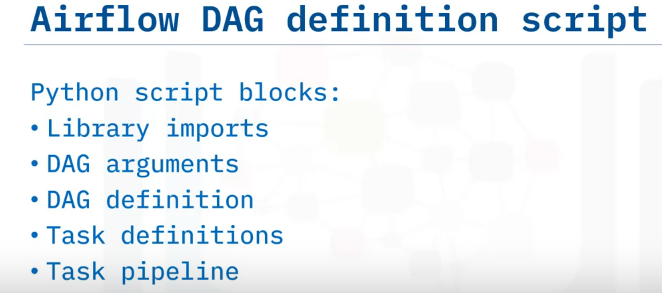 Airflow DAG definition script
Python script blocks:
• Library imports
• DAG arguments
• DAG definition
• Task definitions
• Task pipeline